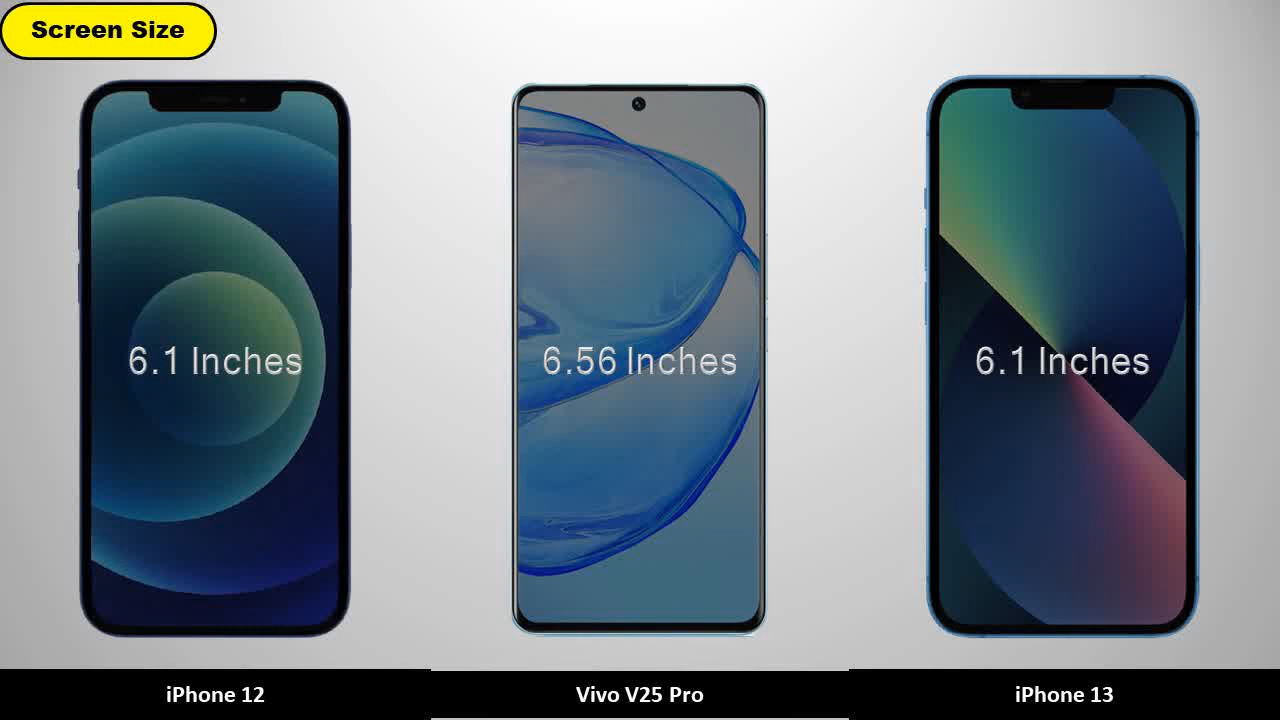 Screen Size
6.1 Inches
6.56 Inches
6.1 Inches
iPhone 12
Vivo V25 Pro
iPhone 13